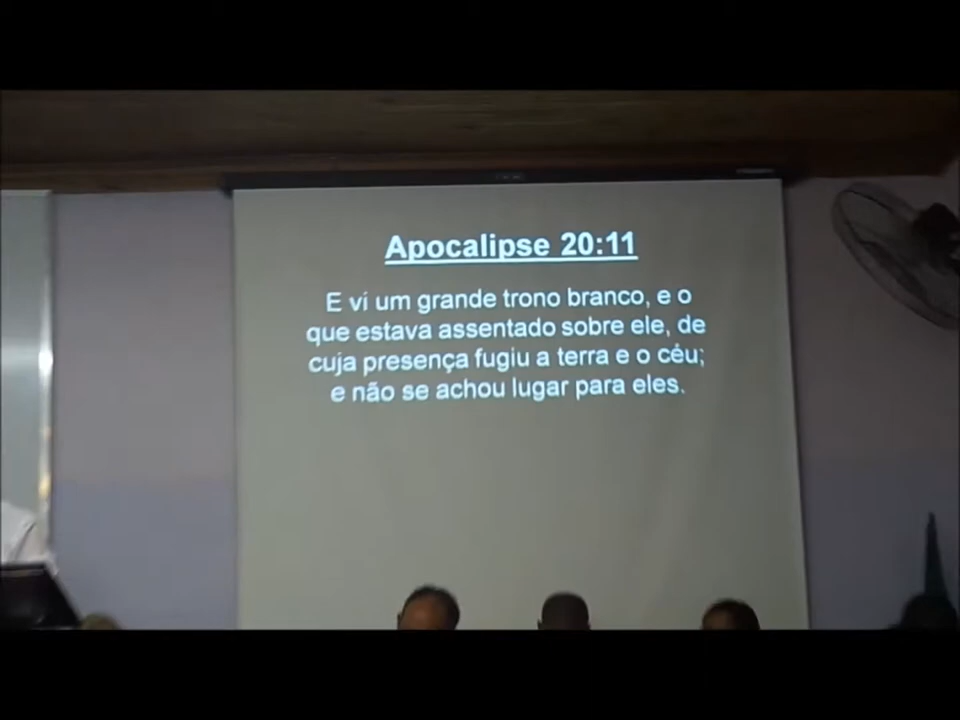 Apocalipse 20:11
E vi um grande trono branco, e o
que estava assentado sobre ele, de
cuja presença fugiu a terra e o céu;
e não se achou lugar para eles.